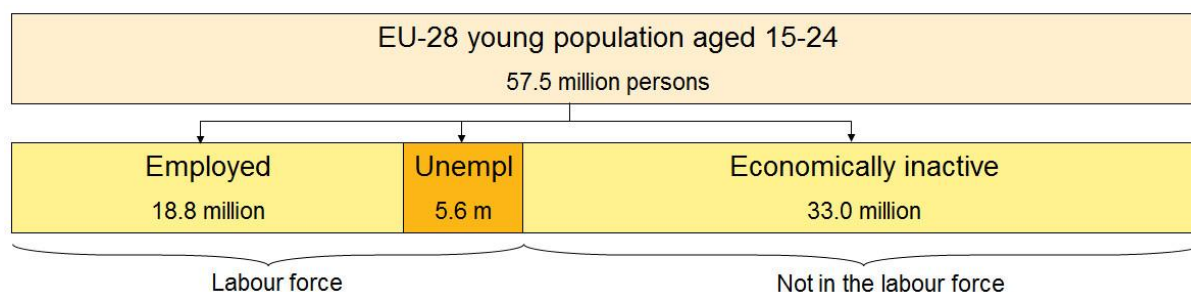 EU-28 young population aged 15-24
57.5 million persons
Employed
18.8 million
Unempl
5.6 m
Economically inactive
33.0 million
Labour force
Not in the labour force